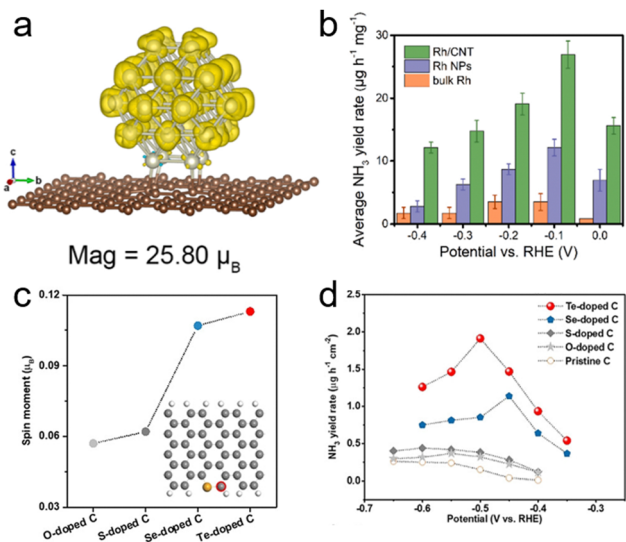 a
c
a
b
Mag = 25.80 μB
b
Average NH3 yield rate (μg h-1 mg-1)
30
20
10
0
Rh/CNT
Rh NPs
bulk Rh
-0.4 -0.3 -0.2 -0.1 0.0
Potential vs. RHE (V)
c
Spin moment (μB)
0.12
0.09
0.06
0.03
O-doped C S-doped C Se-doped C Te-doped C
d
NH3 yield rate (μg h-1 cm-2)
2.5
2.0
1.5
1.0
0.5
0.0
Te-doped C
Se-doped C
S-doped C
O-doped C
Pristine C
-0.7 -0.6 -0.5 -0.4 -0.3
Potential (V vs. RHE)